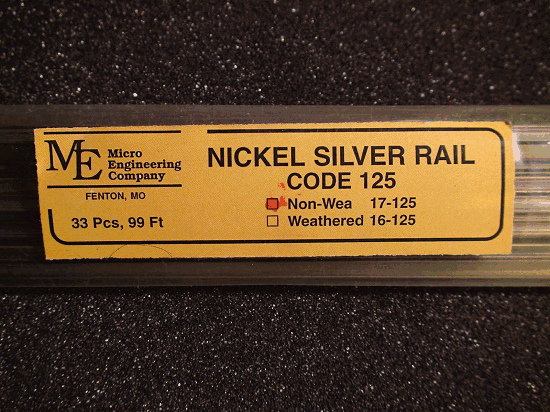 ME Micro
Engineering
Company
FENTON, MO
33 Pcs, 99 Ft
NICKEL SILVER RAIL
CODE 125
Non-Wea 17-125
Weathered 16-125